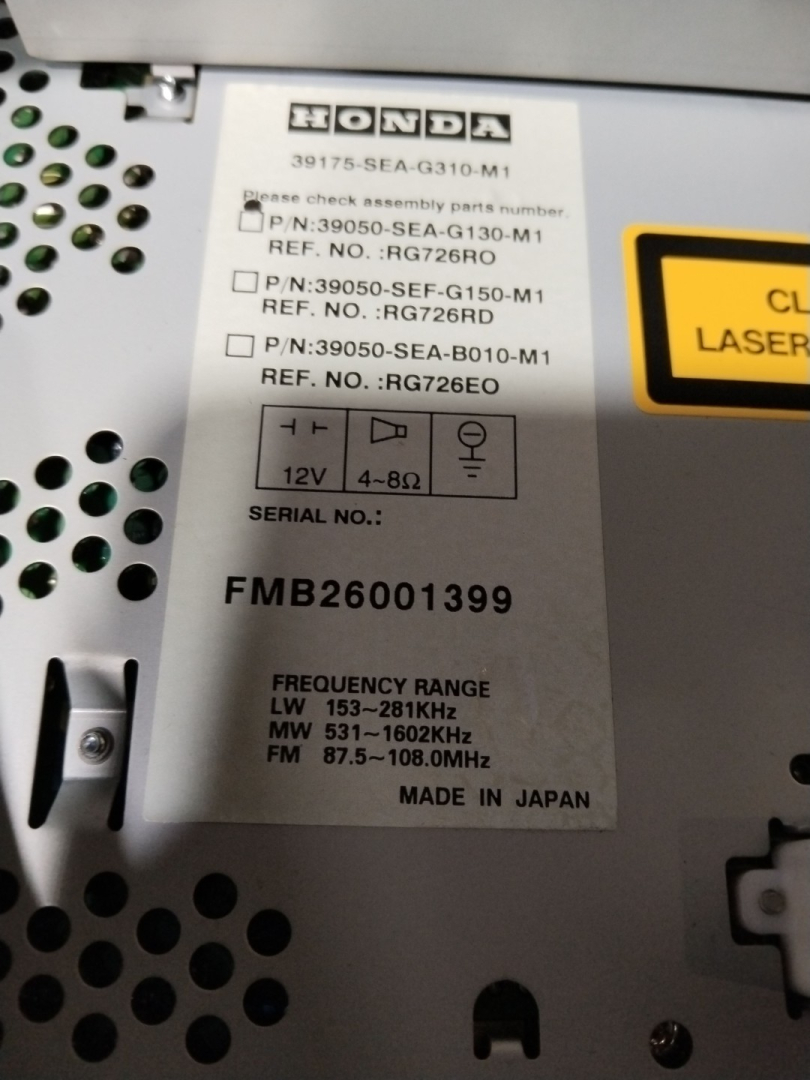 HONDA
39175-SEA-G310-M1
Please check assembly parts number.
P/N:39050-SEA-G130-M1
REF. NO. :RG726RO
P/N:39050-SEF-G150-M1
REF. NO. :RG726RD
P/N:39050-SEA-B010-M1
REF. NO. :RG726EO
12V 4~8Ω
SERIAL NO.:
FMB26001399
FREQUENCY RANGE
LW 153~281KHz
MW 531~1602KHz
FM 87.5~108.0MHz
MADE IN JAPAN
CL
LASER